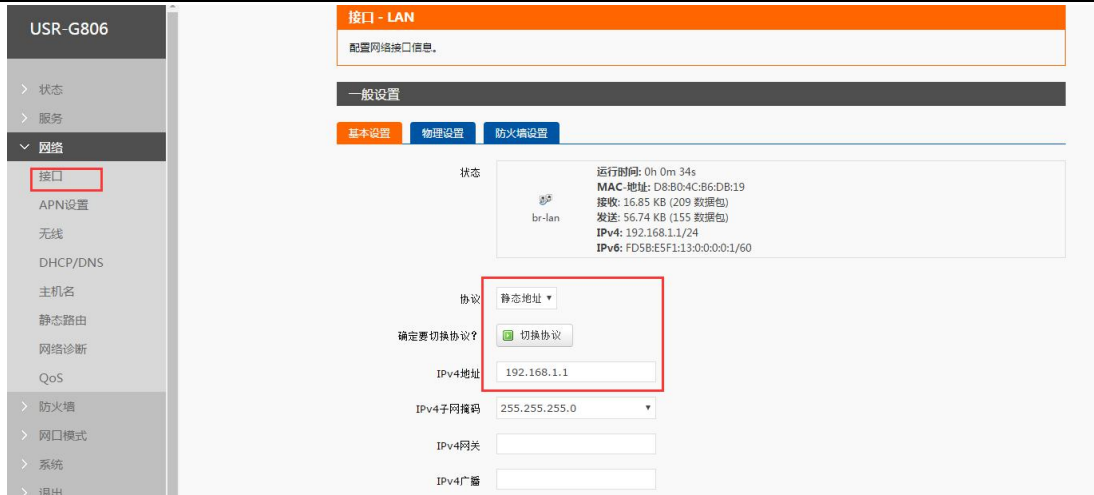 USR-G806
状态
服务
网络
接口
APN设置
无线
DHCP/DNS
主机名
静态路由
网络诊断
QoS
防火墙
网口模式
系统
退出
接口 - LAN
配置网络接口信息。
一般设置
基本设置 物理设置 防火墙设置
状态
br-lan
运行时间: 0h 0m 34s
MAC-地址: D8:B0:4C:B6:DB:19
接收: 16.85 KB (209 数据包)
发送: 56.74 KB (155 数据包)
IPv4: 192.168.1.1/24
IPv6: FD5B:E5F1:13:0:0:0:0:1/60
协议 静态地址
确定要切换协议? 切换协议
IPv4地址 192.168.1.1
IPv4子网掩码 255.255.255.0
IPv4网关
IPv4广播